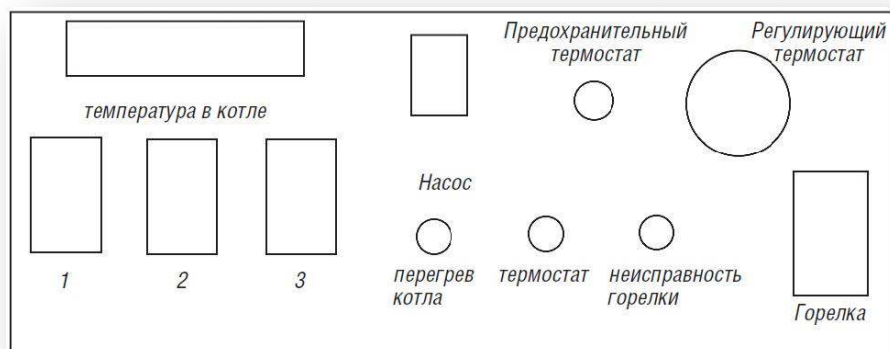 Предохранительный
термостат
Регулирующий
термостат
температура в котле
Насос
1
2
3
перегрев
котла
термостат
неисправность
горелки
Горелка